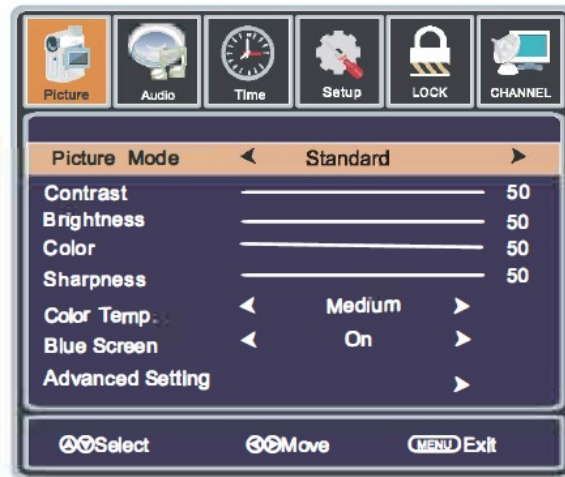 Picture Audio Time Setup LOCK CHANNEL
Picture Mode Standard
Contrast 50
Brightness 50
Color 50
Sharpness 50
Color Temp. Medium
Blue Screen On
Advanced Setting
Select Move MENU Exit